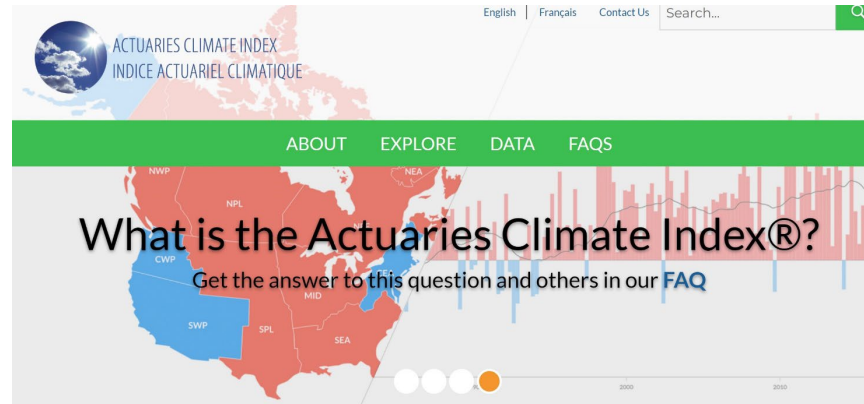 English | Français Contact Us Search...
ACTUARIES CLIMATE INDEX
INDICE ACTUARIEL CLIMATIQUE
ABOUT EXPLORE DATA FAQS
NWP
NEA
NPL
What is the Actuaries Climate Index®?
CWP
Get the answer to this question and others in our FAQ
MID
SWP
SPL
SEA
2000
2010